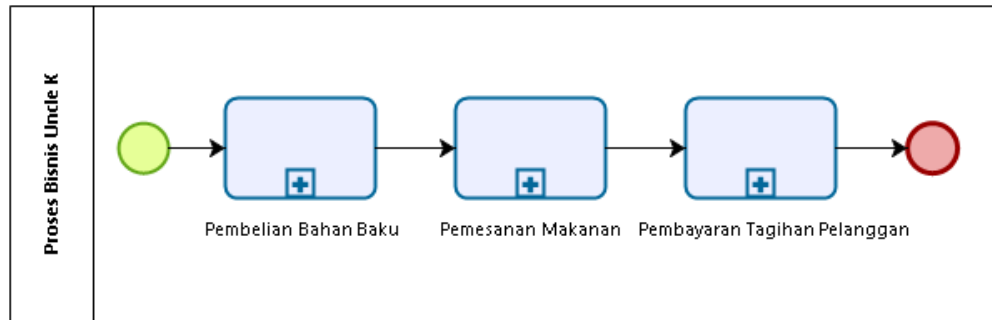 Proses Bisnis Uncle K
Pembelian Bahan Baku
Pemesanan Makanan
Pembayaran Tagihan Pelanggan